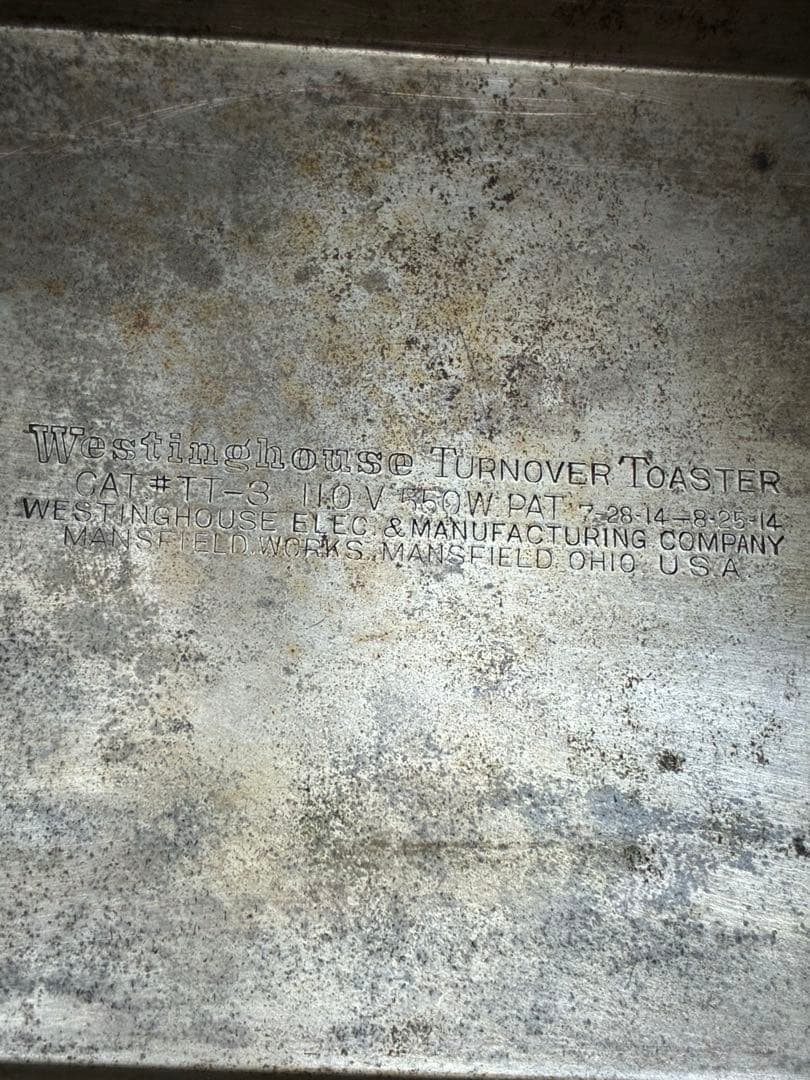 Westinghouse TURNOVER TOASTER
CAT #TT-3 110 V 550W PAT 7-28-14-8-25-14
WESTINGHOUSE ELEC. & MANUFACTURING COMPANY
MANSFIELD.WORKS. MANSFIELD OHIO U.S.A.